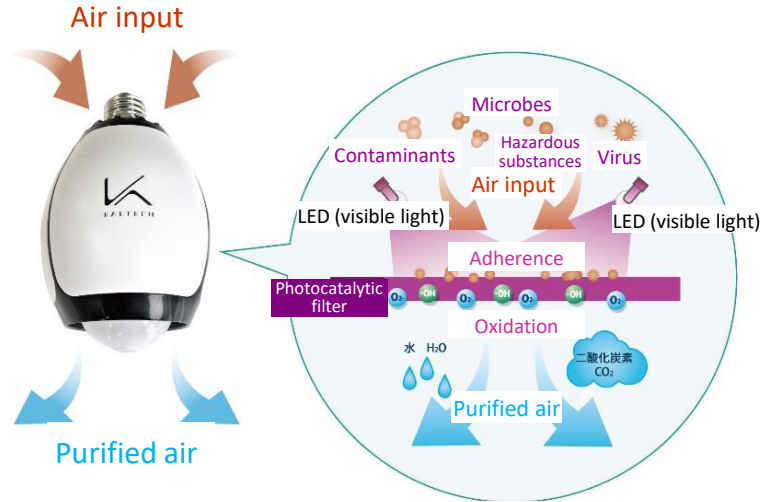 Air input
KALTECH
Purified air
Microbes
Contaminants
Hazardous
substances
Virus
Air input
LED (visible light)
LED (visible light)
Adherence
Photocatalytic
filter
O₂-
·OH
O₂-
·OH
O₂-
·OH
O₂-
Oxidation
水 H₂O
二酸化炭素
CO₂
Purified air